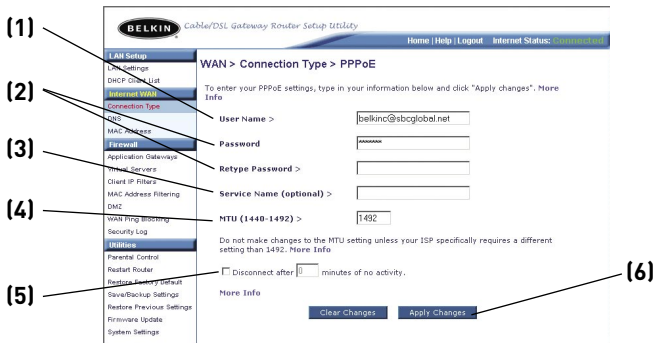 BELKIN
Cable/DSL Gateway Router Setup Utility
Home | Help | Logout Internet Status: Connected
(1)
(2)
(3)
(4)
(5)
LAN Setup
LAN Settings
DHCP Client List
Internet WAN
Connection Type
DNS
MAC Address
Firewall
Application Gateways
Virtual Servers
Client IP Filters
MAC Address Filtering
DMZ
WAN Ping Blocking
Security Log
Utilities
Parental Control
Restart Router
Restore Factory Default
Save/Backup Settings
Restore Previous Settings
Firmware Update
System Settings
WAN > Connection Type > PPPoE
To enter your PPPoE settings, type in your information below and click "Apply changes". More
Info
User Name > belkinc@sbcglobal.net
Password *******
Retype Password >
Service Name (optional) >
MTU (1440-1492) > 1492
Do not make changes to the MTU setting unless your ISP specifically requires a different
setting than 1492. More Info
Disconnect after 0 minutes of no activity.
More Info
Clear Changes Apply Changes
(6)